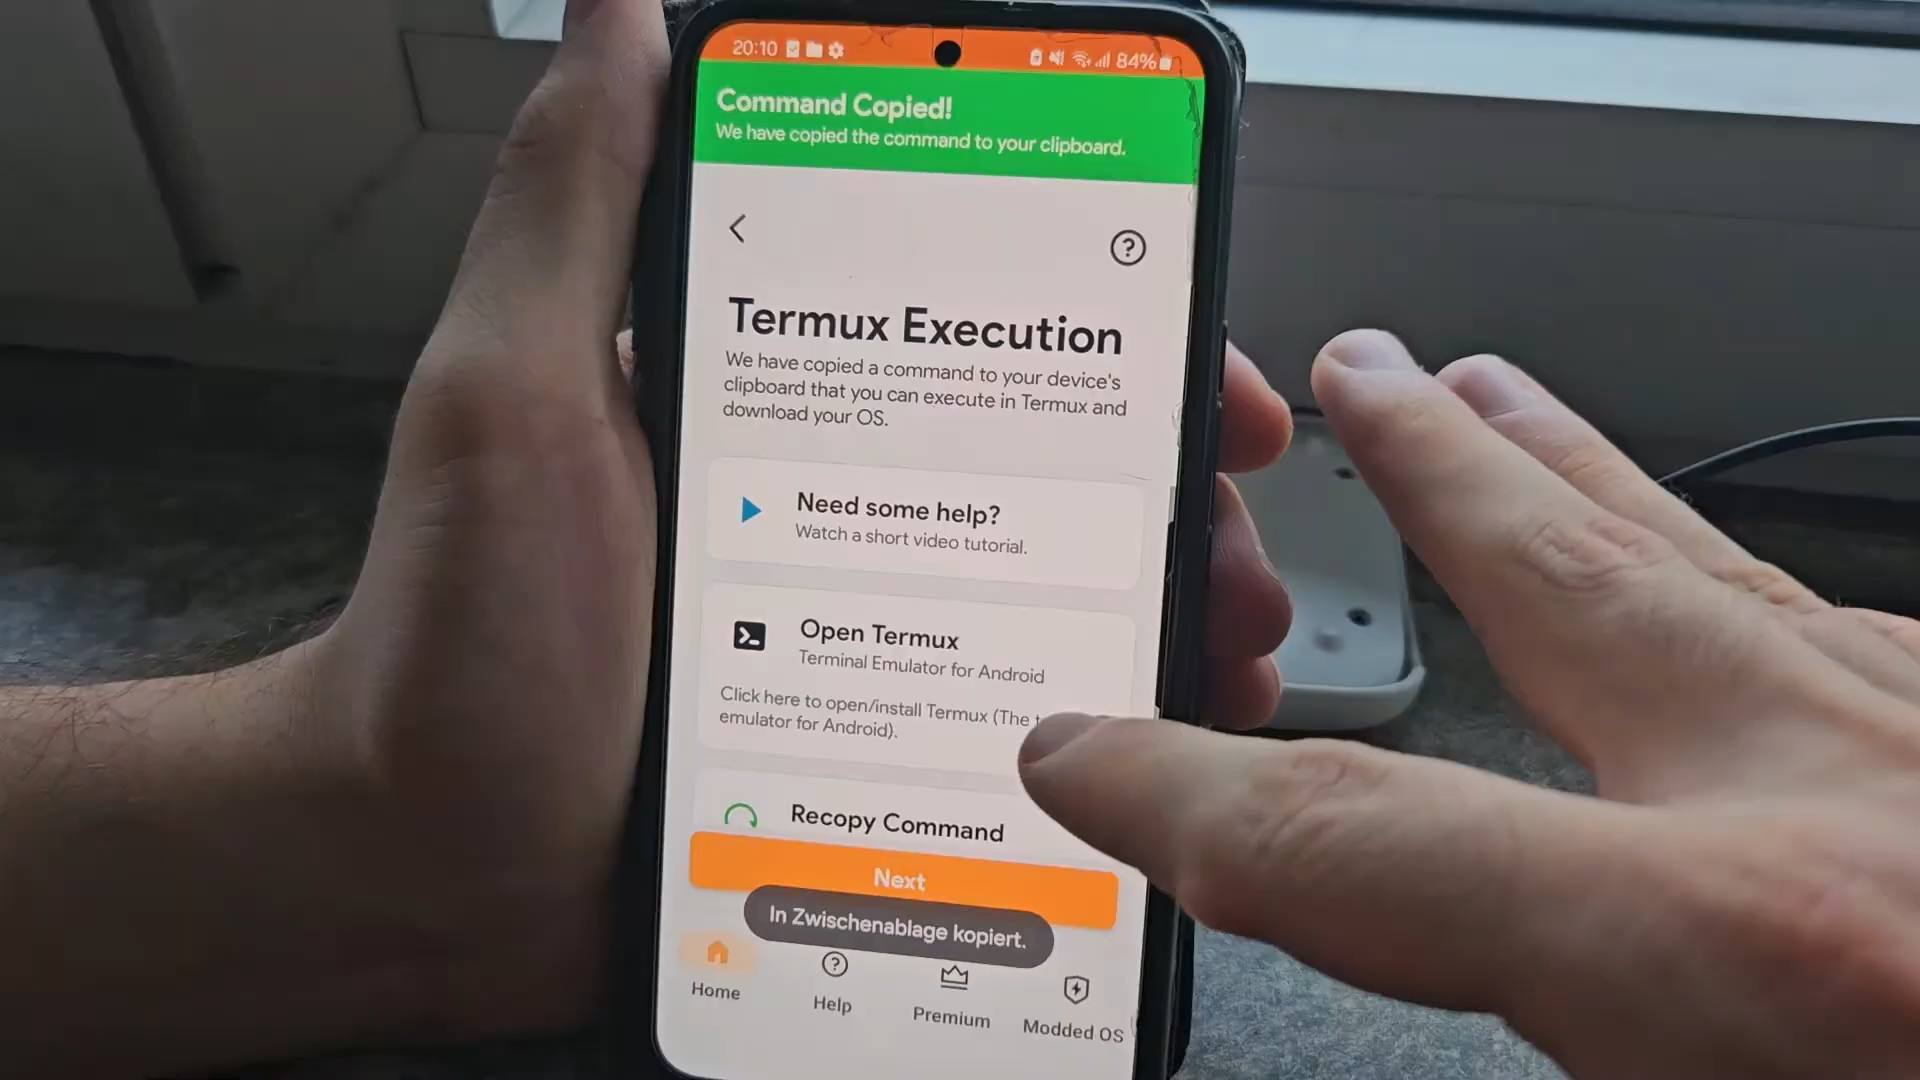 20:10
84%
Command Copied!
We have copied the command to your clipboard.
Termux Execution
We have copied a command to your device's
clipboard that you can execute in Termux and
download your OS.
Need some help?
Watch a short video tutorial.
Open Termux
Terminal Emulator for Android
Click here to open/install Termux (The
emulator for Android).
Recopy Command
Next
In Zwischenablage kopiert.
Home
Help
Premium
Modded OS